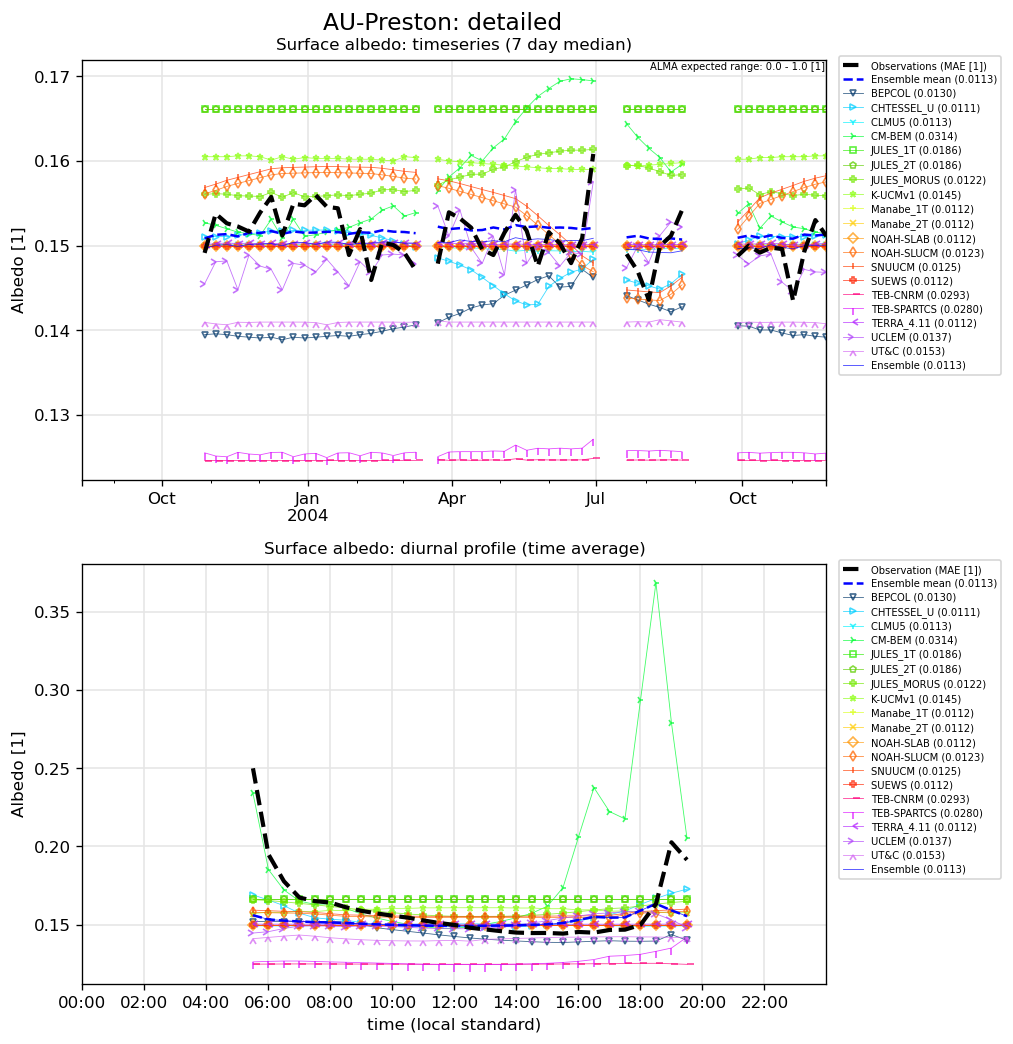 AU-Preston: detailed
Surface albedo: timeseries (7 day median)
ALMA expected range: 0.0 - 1.0 [1]
Albedo [1]
0.17
0.16
0.15
0.14
0.13
Oct
Jan
2004
Apr
Jul
Oct
Observations (MAE [1])
Ensemble mean (0.0113)
BEPCOL (0.0130)
CHTESSEL_U (0.0111)
CLMU5 (0.0113)
CM-BEM (0.0314)
JULES_1T (0.0186)
JULES_2T (0.0186)
JULES_MORUS (0.0122)
K-UCMv1 (0.0145)
Manabe_1T (0.0112)
Manabe_2T (0.0112)
NOAH-SLAB (0.0112)
NOAH-SLUCM (0.0123)
SNUUCM (0.0125)
SUEWS (0.0112)
TEB-CNRM (0.0293)
TEB-SPARTCS (0.0280)
TERRA_4.11 (0.0112)
UCLEM (0.0137)
UT&C (0.0153)
Ensemble (0.0113)
Surface albedo: diurnal profile (time average)
Albedo [1]
0.35
0.30
0.25
0.20
0.15
00:00 02:00 04:00 06:00 08:00 10:00 12:00 14:00 16:00 18:00 20:00 22:00
time (local standard)
Observation (MAE [1])
Ensemble mean (0.0113)
BEPCOL (0.0130)
CHTESSEL_U (0.0111)
CLMU5 (0.0113)
CM-BEM (0.0314)
JULES_1T (0.0186)
JULES_2T (0.0186)
JULES_MORUS (0.0122)
K-UCMv1 (0.0145)
Manabe_1T (0.0112)
Manabe_2T (0.0112)
NOAH-SLAB (0.0112)
NOAH-SLUCM (0.0123)
SNUUCM (0.0125)
SUEWS (0.0112)
TEB-CNRM (0.0293)
TEB-SPARTCS (0.0280)
TERRA_4.11 (0.0112)
UCLEM (0.0137)
UT&C (0.0153)
Ensemble (0.0113)